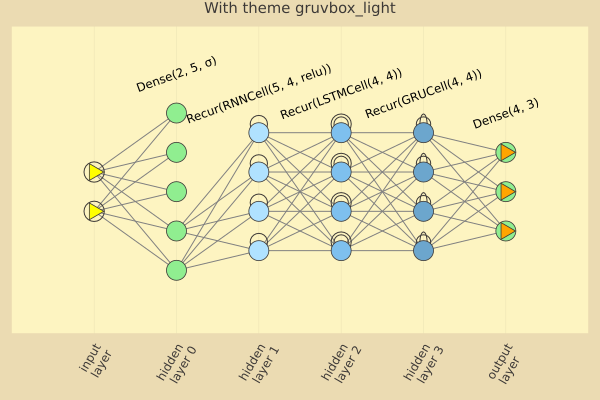 With theme gruvbox_light
Dense(2, 5, σ)
Recur(RNNCell(5, 4, relu))
Recur(LSTMCell(4, 4))
Recur(GRUCell(4, 4))
Dense(4, 3)
input
layer
hidden
layer 0
hidden
layer 1
hidden
layer 2
hidden
layer 3
output
layer